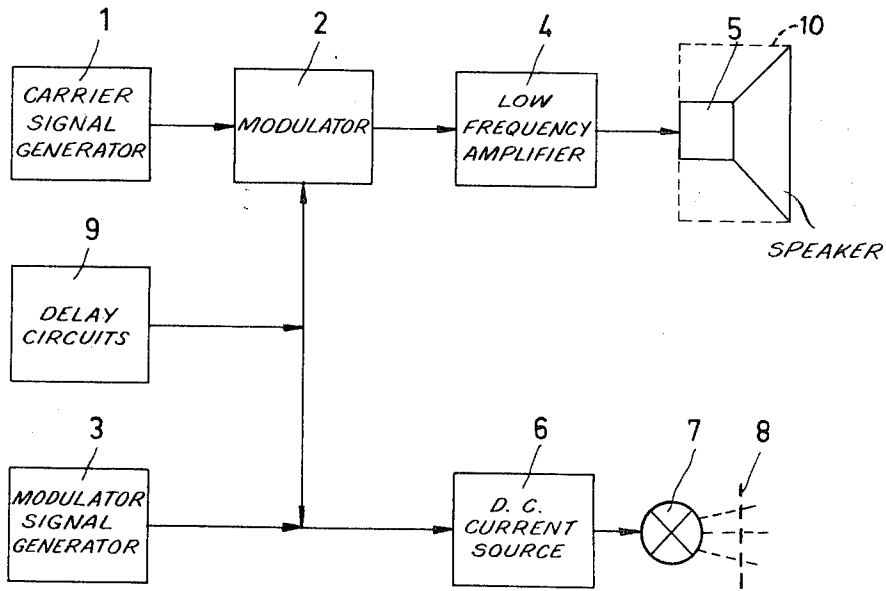 1
CARRIER
SIGNAL
GENERATOR
2
MODULATOR
4
LOW
FREQUENCY
AMPLIFIER
5
10
SPEAKER
9
DELAY
CIRCUITS
3
MODULATOR
SIGNAL
GENERATOR
6
D. C.
CURRENT
SOURCE
7
8